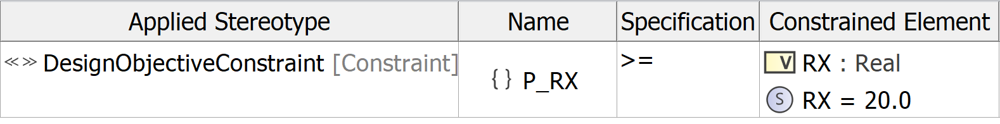 Applied Stereotype Name Specification Constrained Element
«» DesignObjectiveConstraint [Constraint] {} P_RX >= V RX : Real
S RX = 20.0